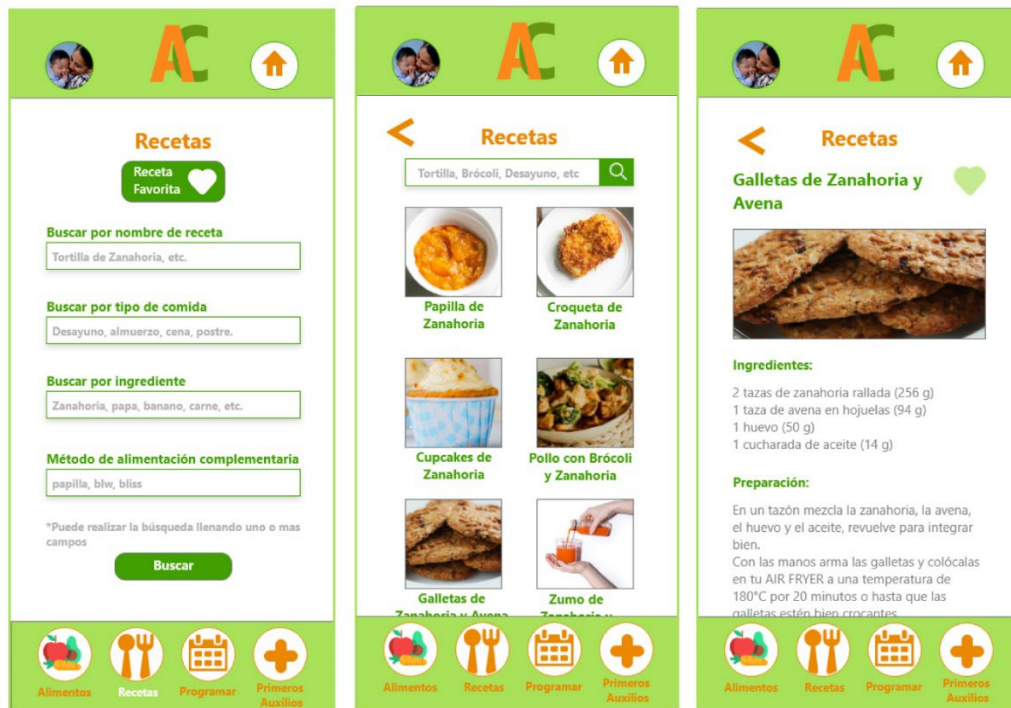 AC
Recetas
Receta
Favorita
Buscar por nombre de receta
Tortilla de Zanahoria, etc.
Buscar por tipo de comida
Desayuno, almuerzo, cena, postre.
Buscar por ingrediente
Zanahoria, papa, banano, carne, etc.
Método de alimentación complementaria
papilla, blw, bliss
*Puede realizar la búsqueda llenando uno o mas
campos
Buscar
Alimentos
Recetas
Programar
Primeros
Auxilios
AC
Recetas
Tortilla, Brócoli, Desayuno, etc
Papilla de
Zanahoria
Croqueta de
Zanahoria
Cupcakes de
Zanahoria
Pollo con Brócoli
y Zanahoria
Galletas de
Zanahoria y Avena
Zumo de
Zanahoria y
Alimentos
Recetas
Programar
Primeros
Auxilios
AC
Recetas
Galletas de Zanahoria y
Avena
Ingredientes:
2 tazas de zanahoria rallada (256 g)
1 taza de avena en hojuelas (94 g)
1 huevo (50 g)
1 cucharada de aceite (14 g)
Preparación:
En un tazón mezcla la zanahoria, la avena,
el huevo y el aceite, revuelve para integrar
bien.
Con las manos arma las galletas y colócalas
en tu AIR FRYER a una temperatura de
180°C por 20 minutos o hasta que las
galletas estén bien crocantes
Alimentos
Recetas
Programar
Primeros
Auxilios